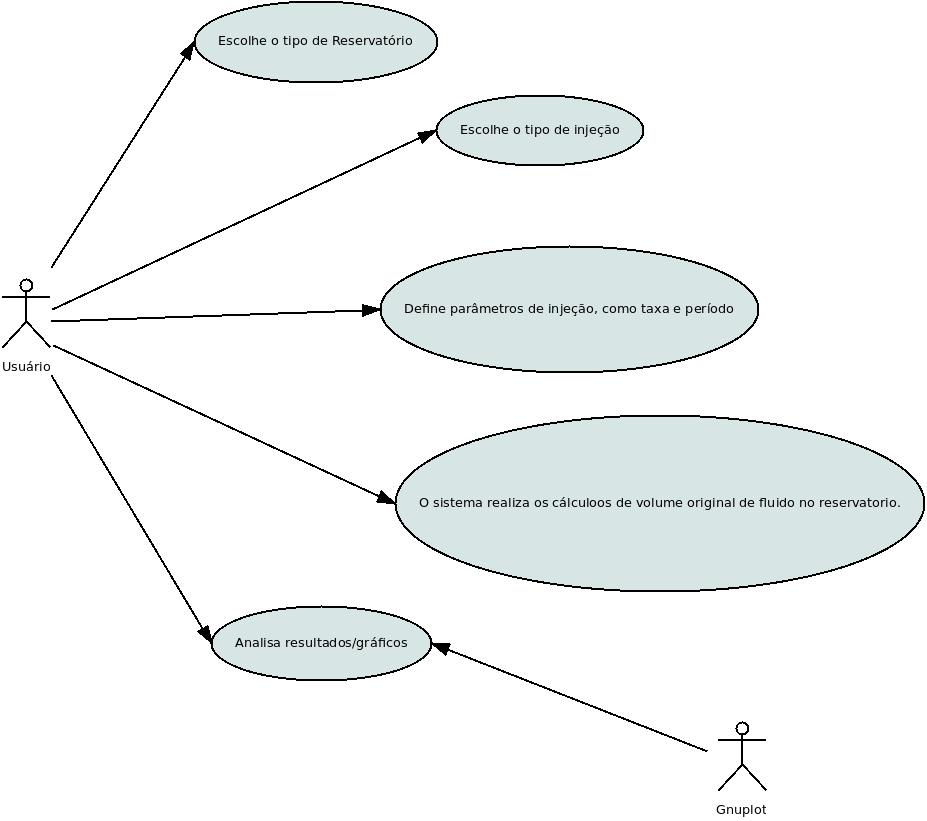 Escolhe o tipo de Reservatório
Escolhe o tipo de injeção
Define parâmetros de injeção, como taxa e período
Usuário
O sistema realiza os cálculoos de volume original de fluido no reservatorio.
Analisa resultados/gráficos
Gnuplot